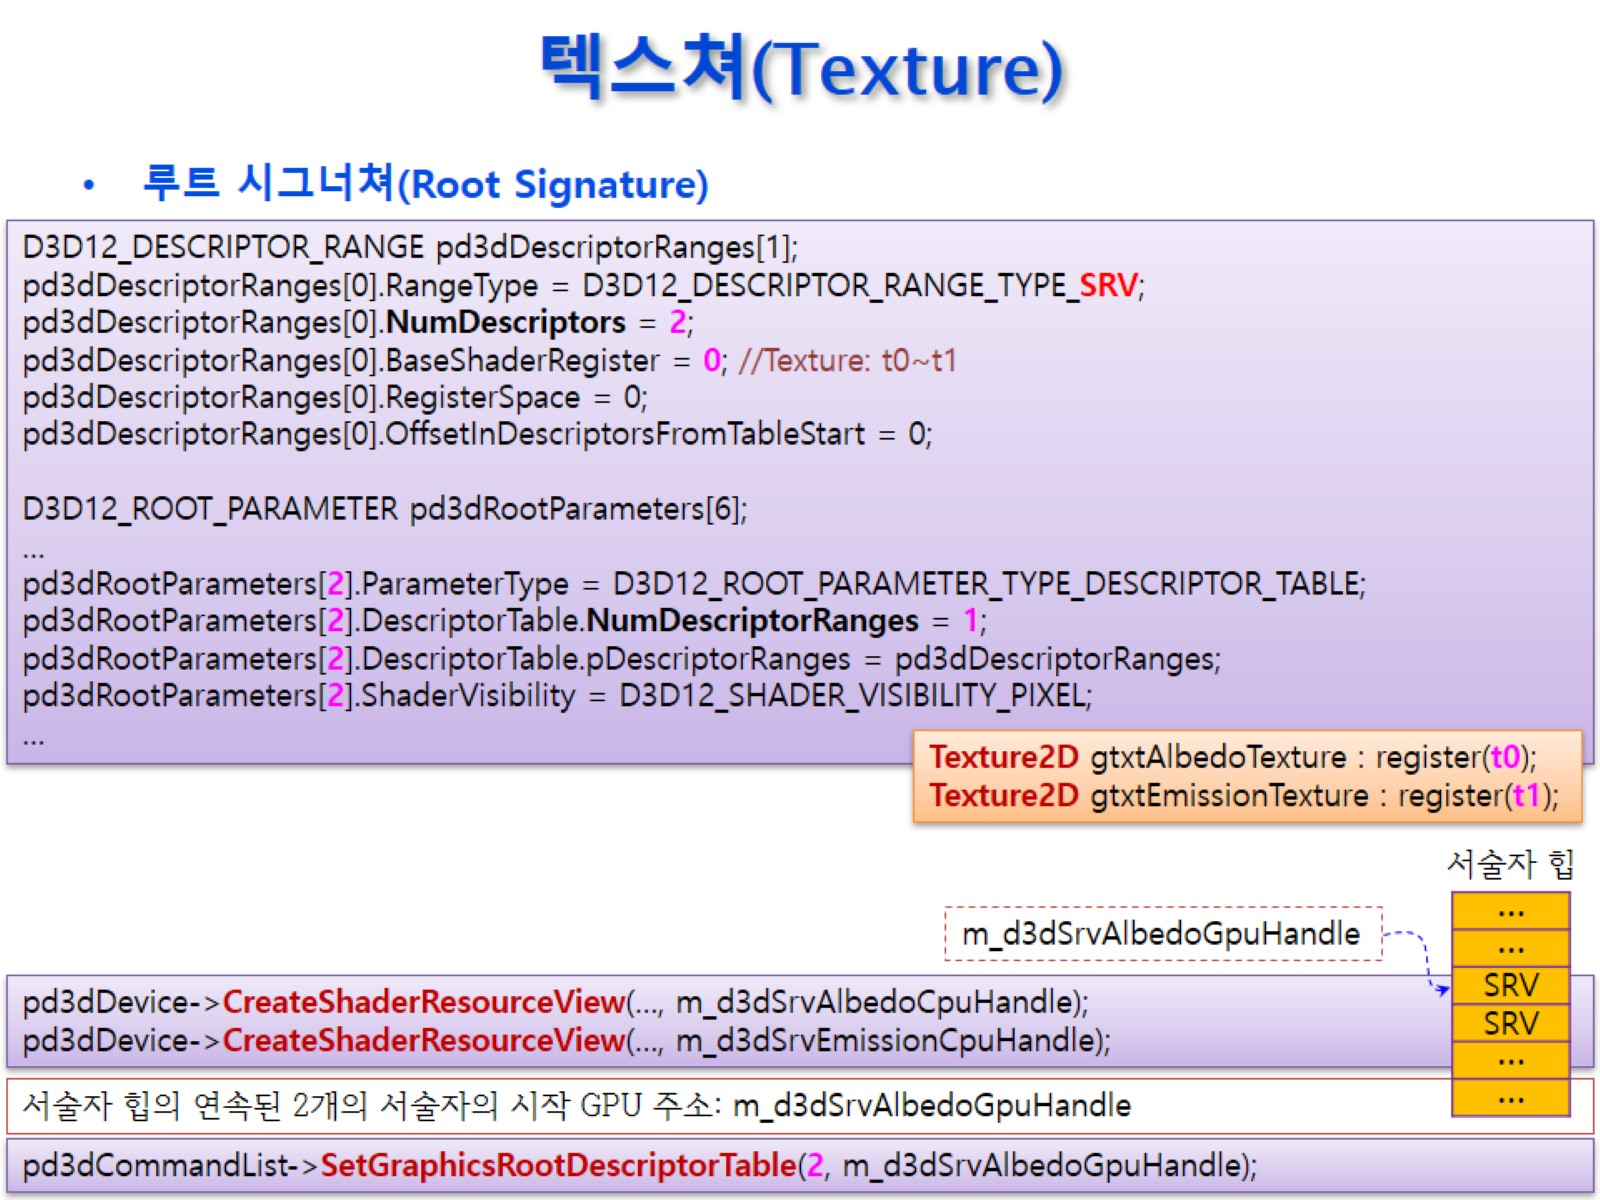 텍스쳐(Texture)
• 루트 시그너쳐(Root Signature)
D3D12_DESCRIPTOR_RANGE pd3dDescriptorRanges[1];
pd3dDescriptorRanges[0].RangeType = D3D12_DESCRIPTOR_RANGE_TYPE_SRV;
pd3dDescriptorRanges[0].NumDescriptors = 2;
pd3dDescriptorRanges[0].BaseShaderRegister = 0; //Texture: t0~t1
pd3dDescriptorRanges[0].RegisterSpace = 0;
pd3dDescriptorRanges[0].OffsetInDescriptorsFromTableStart = 0;
D3D12_ROOT_PARAMETER pd3dRootParameters[6];
...
pd3dRootParameters[2].ParameterType = D3D12_ROOT_PARAMETER_TYPE_DESCRIPTOR_TABLE;
pd3dRootParameters[2].DescriptorTable.NumDescriptorRanges = 1;
pd3dRootParameters[2].DescriptorTable.pDescriptorRanges = pd3dDescriptorRanges;
pd3dRootParameters[2].ShaderVisibility = D3D12_SHADER_VISIBILITY_PIXEL;
...
Texture2D gtxtAlbedoTexture : register(t0);
Texture2D gtxtEmissionTexture : register(t1);
서술자 힙
...
...
SRV
SRV
...
...
m_d3dSrvAlbedoGpuHandle
pd3dDevice->CreateShaderResourceView(..., m_d3dSrvAlbedoCpuHandle);
pd3dDevice->CreateShaderResourceView(..., m_d3dSrvEmissionCpuHandle);
서술자 힙의 연속된 2개의 서술자의 시작 GPU 주소: m_d3dSrvAlbedoGpuHandle
pd3dCommandList->SetGraphicsRootDescriptorTable(2, m_d3dSrvAlbedoGpuHandle);